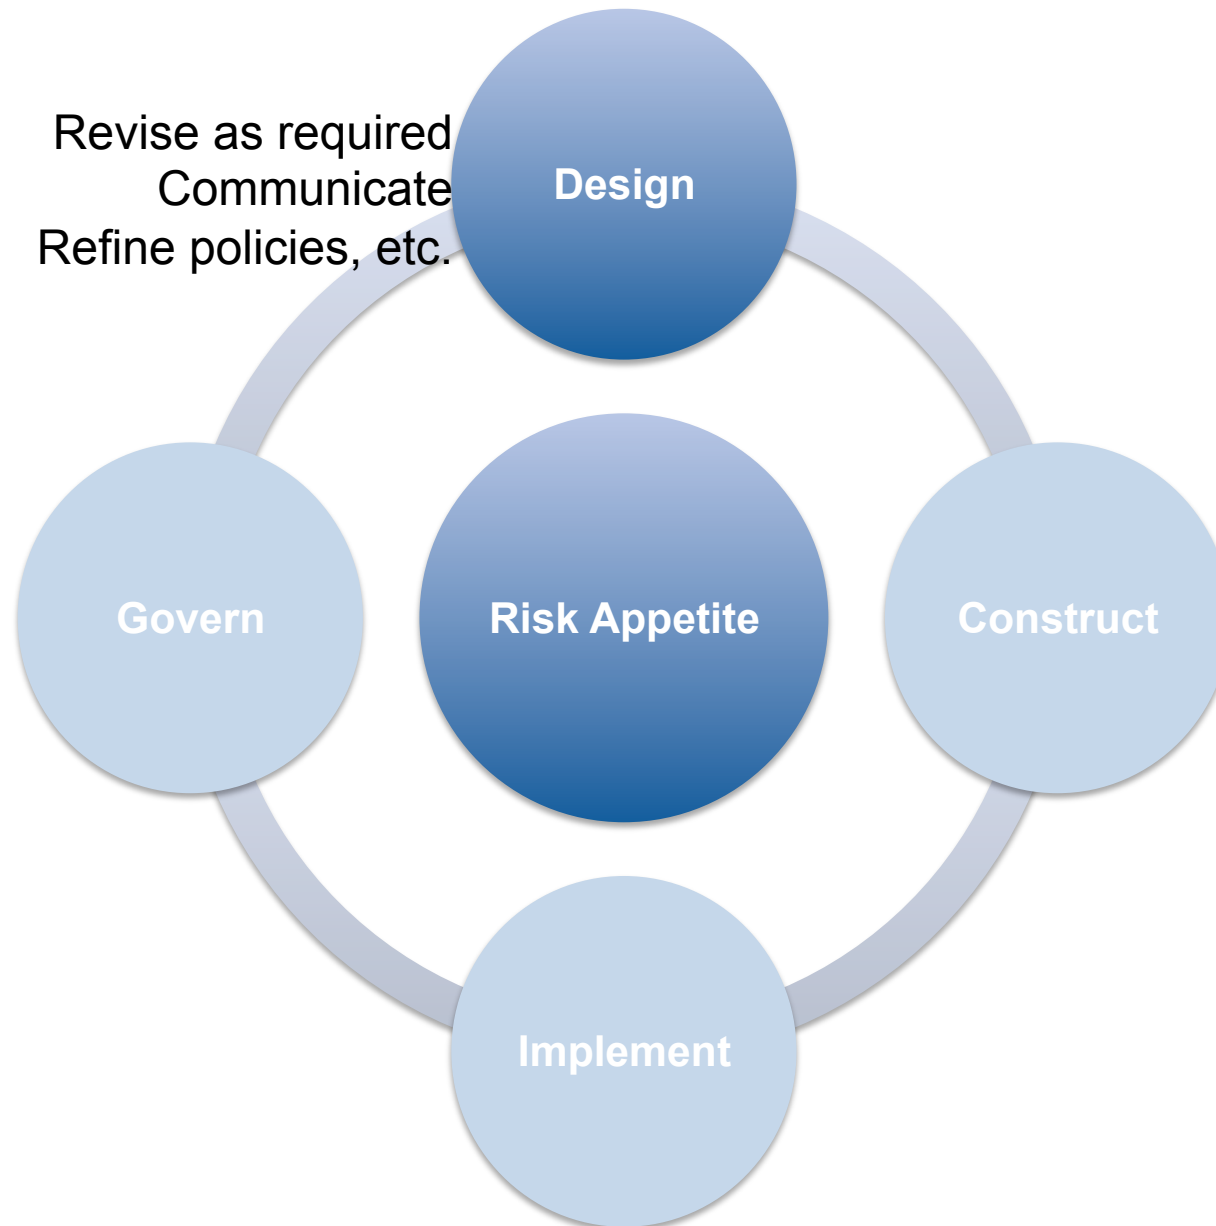 Revise as required
Communicate
Refine policies, etc.
Design
Govern
Risk Appetite
Construct
Implement